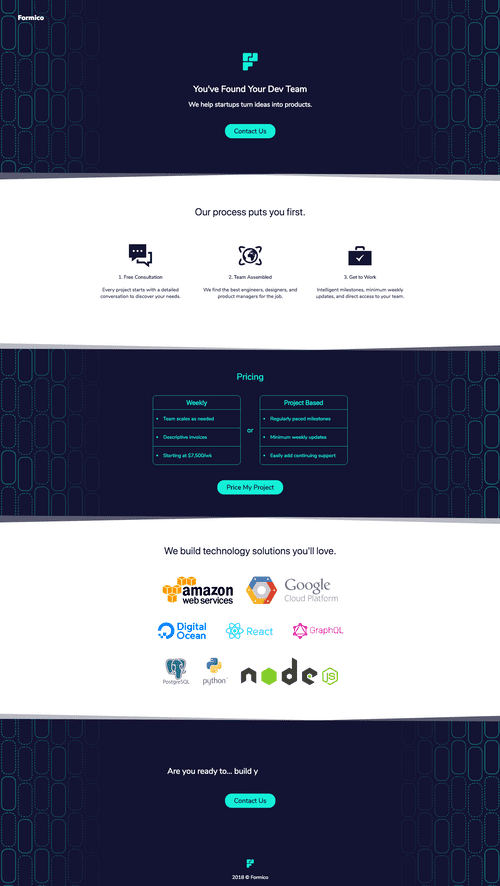 Formico
You've Found Your Dev Team
We help startups turn ideas into products.
Contact Us
Our process puts you first.
1. Free Consultation
Every project starts with a detailed
conversation to discover your needs.
2. Team Assembled
We find the best engineers, designers, and
product managers for the job.
3. Get to Work
Intelligent milestones, minimum weekly
updates, and direct access to your team.
Pricing
Weekly
• Team scales as needed
• Descriptive invoices
• Starting at $7,500/wk
or
Project Based
• Regularly paced milestones
• Minimum weekly updates
• Easily add continuing support
Price My Project
We build technology solutions you'll love.
amazon
web services
Google
Cloud Platform
Digital
Ocean
React
GraphQL
PostgreSQL
python
node
JS
Are you ready to... build y
Contact Us
2018 © Formico